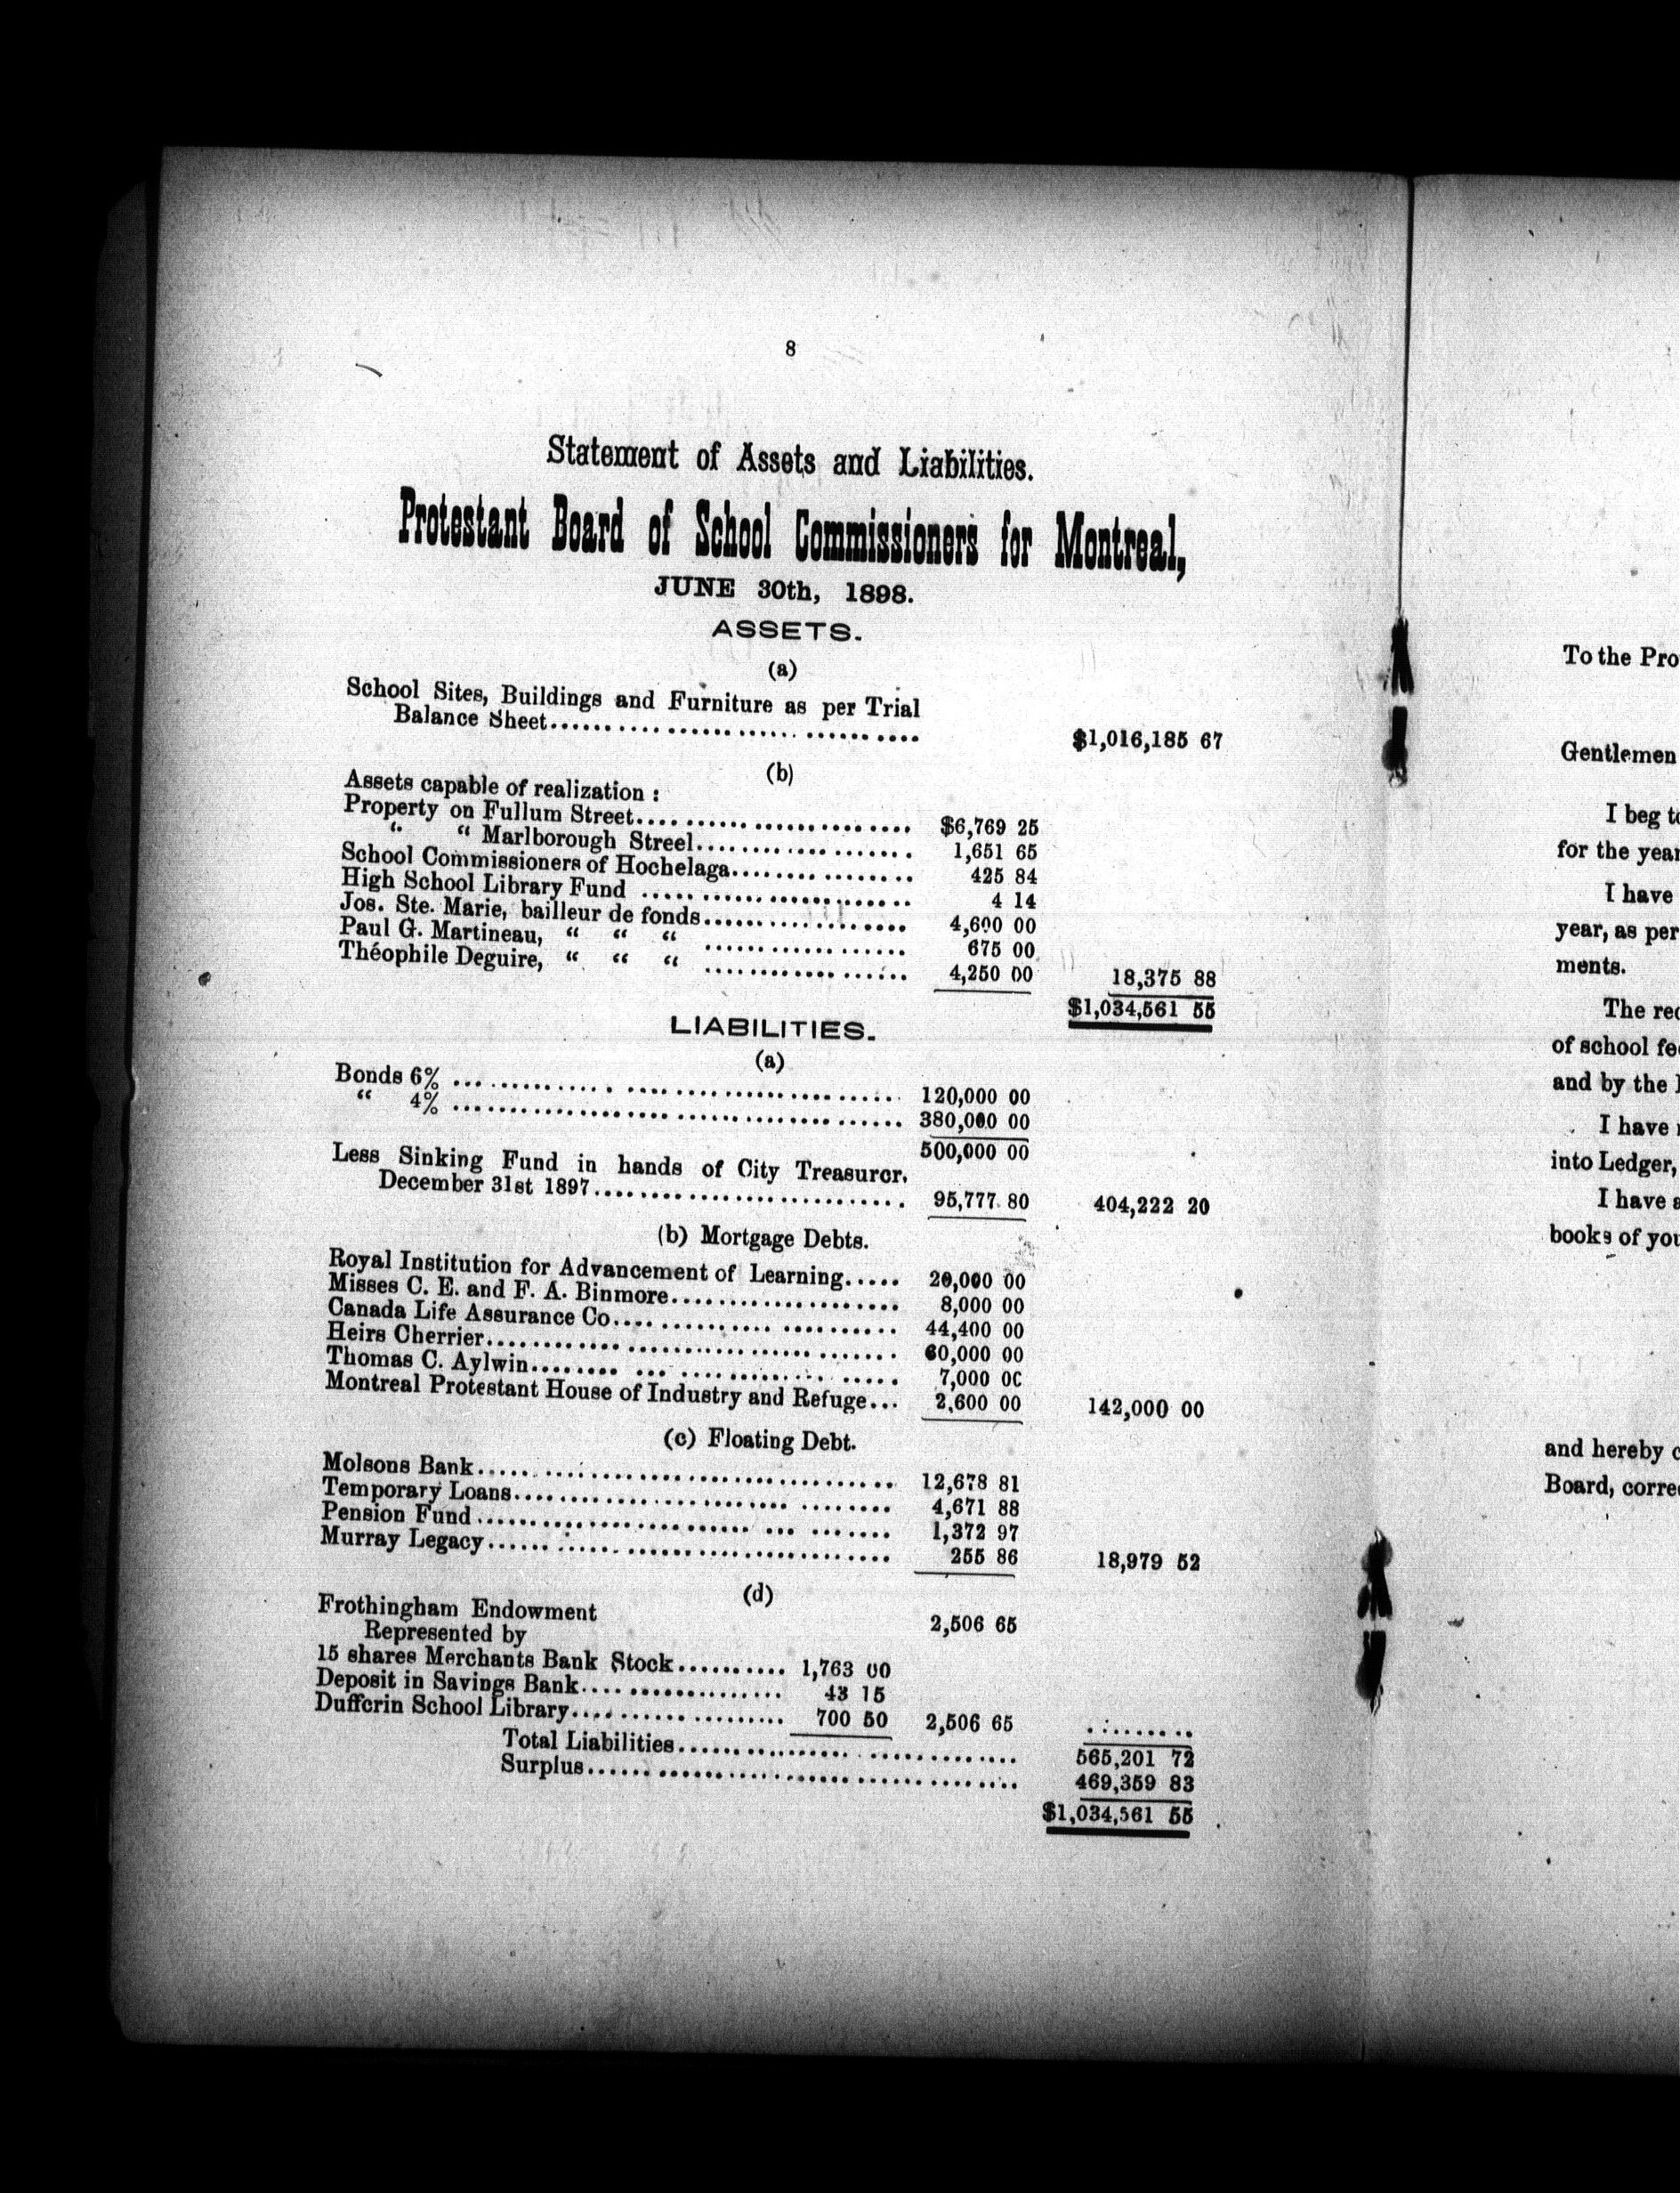 8
Statement of Assets and Liabilities.
Protestant Board of School Commissioners for Montreal,
JUNE 30th, 1898.
ASSETS.
(a)
School Sites, Buildings and Furniture as per Trial
Balance Sheet........................................ $1,016,185 67
(b)
Assets capable of realization :
Property on Fullum Street........................... $6,769 25
“ “ Marlborough Streel..................... 1,651 65
School Commissioners of Hochelaga................ 425 84
High School Library Fund .......................... 4 14
Jos. Ste. Marie, bailleur de fonds.................... 4,600 00
Paul G. Martineau, “ “ “ .................... 675 00
Théophile Deguire, “ “ “ .................... 4,250 00 18,375 88
$1,034,561 55
LIABILITIES.
(a)
Bonds 6% ........................................... 120,000 00
“ 4% ........................................... 380,000 00
500,000 00
Less Sinking Fund in hands of City Treasurer.
December 31st 1897............................ 95,777 80 404,222 20
(b) Mortgage Debts.
Royal Institution for Advancement of Learning..... 20,000 00
Misses C. E. and F. A. Binmore..................... 8,000 00
Canada Life Assurance Co........................... 44,400 00
Heirs Cherrier........................................ 60,000 00
Thomas C. Aylwin.................................. 7,000 00
Montreal Protestant House of Industry and Refuge... 2,600 00 142,000 00
(c) Floating Debt.
Molsons Bank........................................ 12,678 81
Temporary Loans.................................... 4,671 88
Pension Fund ........................................ 1,372 97
Murray Legacy...................................... 255 86 18,979 52
(d)
Frothingham Endowment 2,506 65
Represented by
15 shares Merchants Bank Stock.......... 1,763 00
Deposit in Savings Bank.................... 43 15
Dufferin School Library..................... 700 50 2,506 65 .........
Total Liabilities.................................. 565,201 72
Surplus........................................... 469,359 83
$1,034,561 55
To the Pro
Gentlemen
I beg to
for the year
I have
year, as per
ments.
The rec
of school fe
and by the
I have
into Ledger,
I have a
books of you
and hereby c
Board, corre